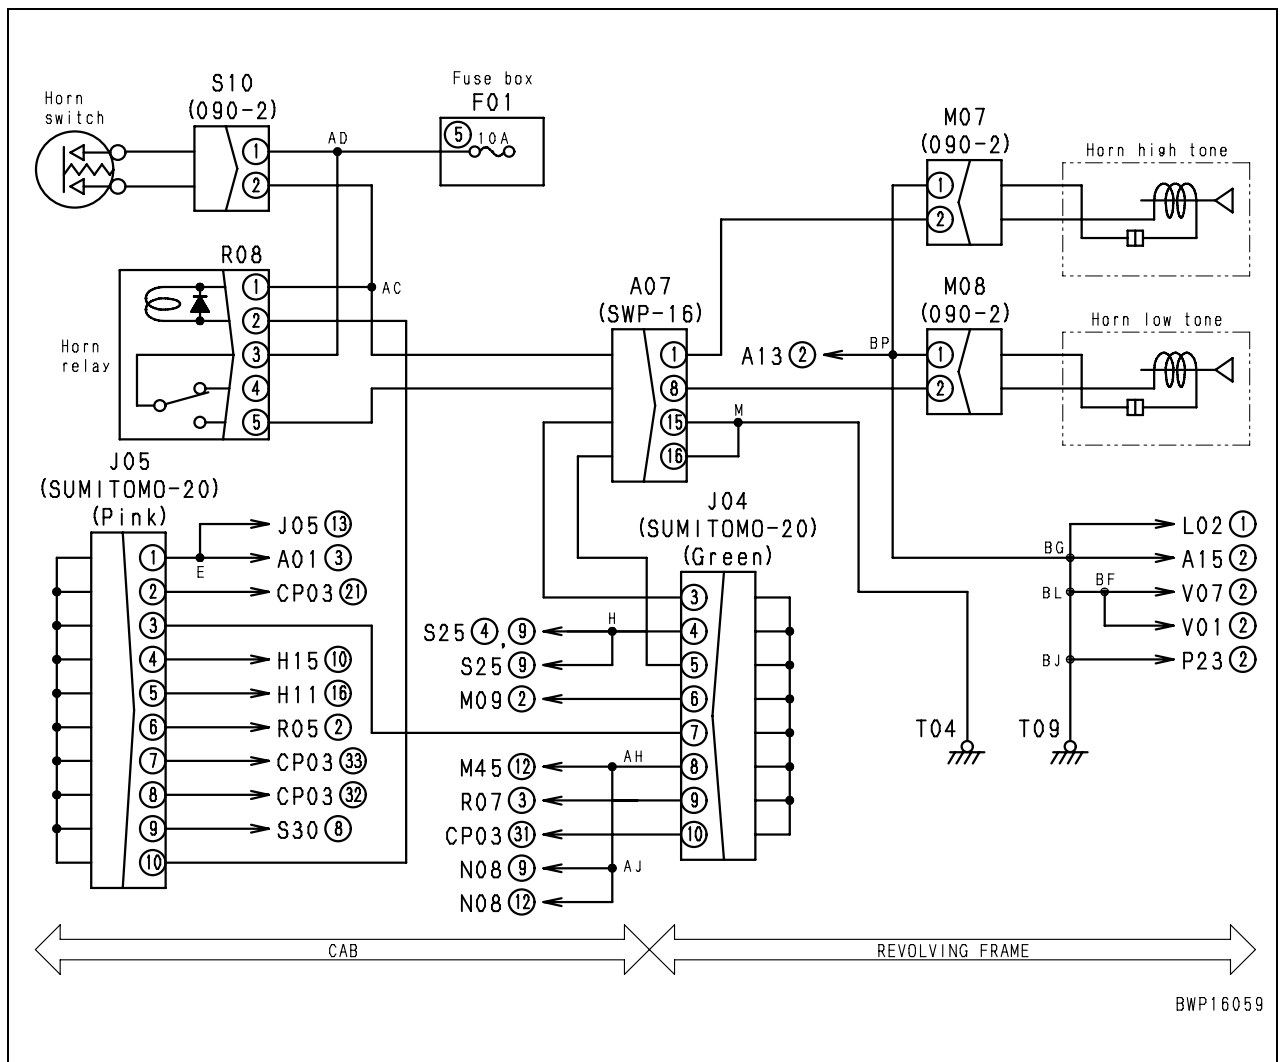 Horn
switch
S10
(090-2)
1
2
AD
Fuse box
F01
5
10A
M07
(090-2)
1
2
Horn high tone
R08
Horn
relay
1
2
3
4
5
AC
A07
(SWP-16)
1
8
15
16
M
A13 2
BP
M08
(090-2)
1
2
Horn low tone
J05
(SUMITOMO-20)
(Pink)
1
2
3
4
5
6
7
8
9
10
E
J05 13
A01 3
CP03 21
H15 10
H11 16
R05 2
CP03 33
CP03 32
S30 8
J04
(SUMITOMO-20)
(Green)
3
4
5
6
7
8
9
10
H
S25 4, 9
S25 9
M09 2
AH
M45 12
R07 3
CP03 31
N08 9
AJ
N08 12
BG
BL
BF
BJ
L02 1
A15 2
V07 2
V01 2
P23 2
T04
T09
CAB
REVOLVING FRAME
BWP16059